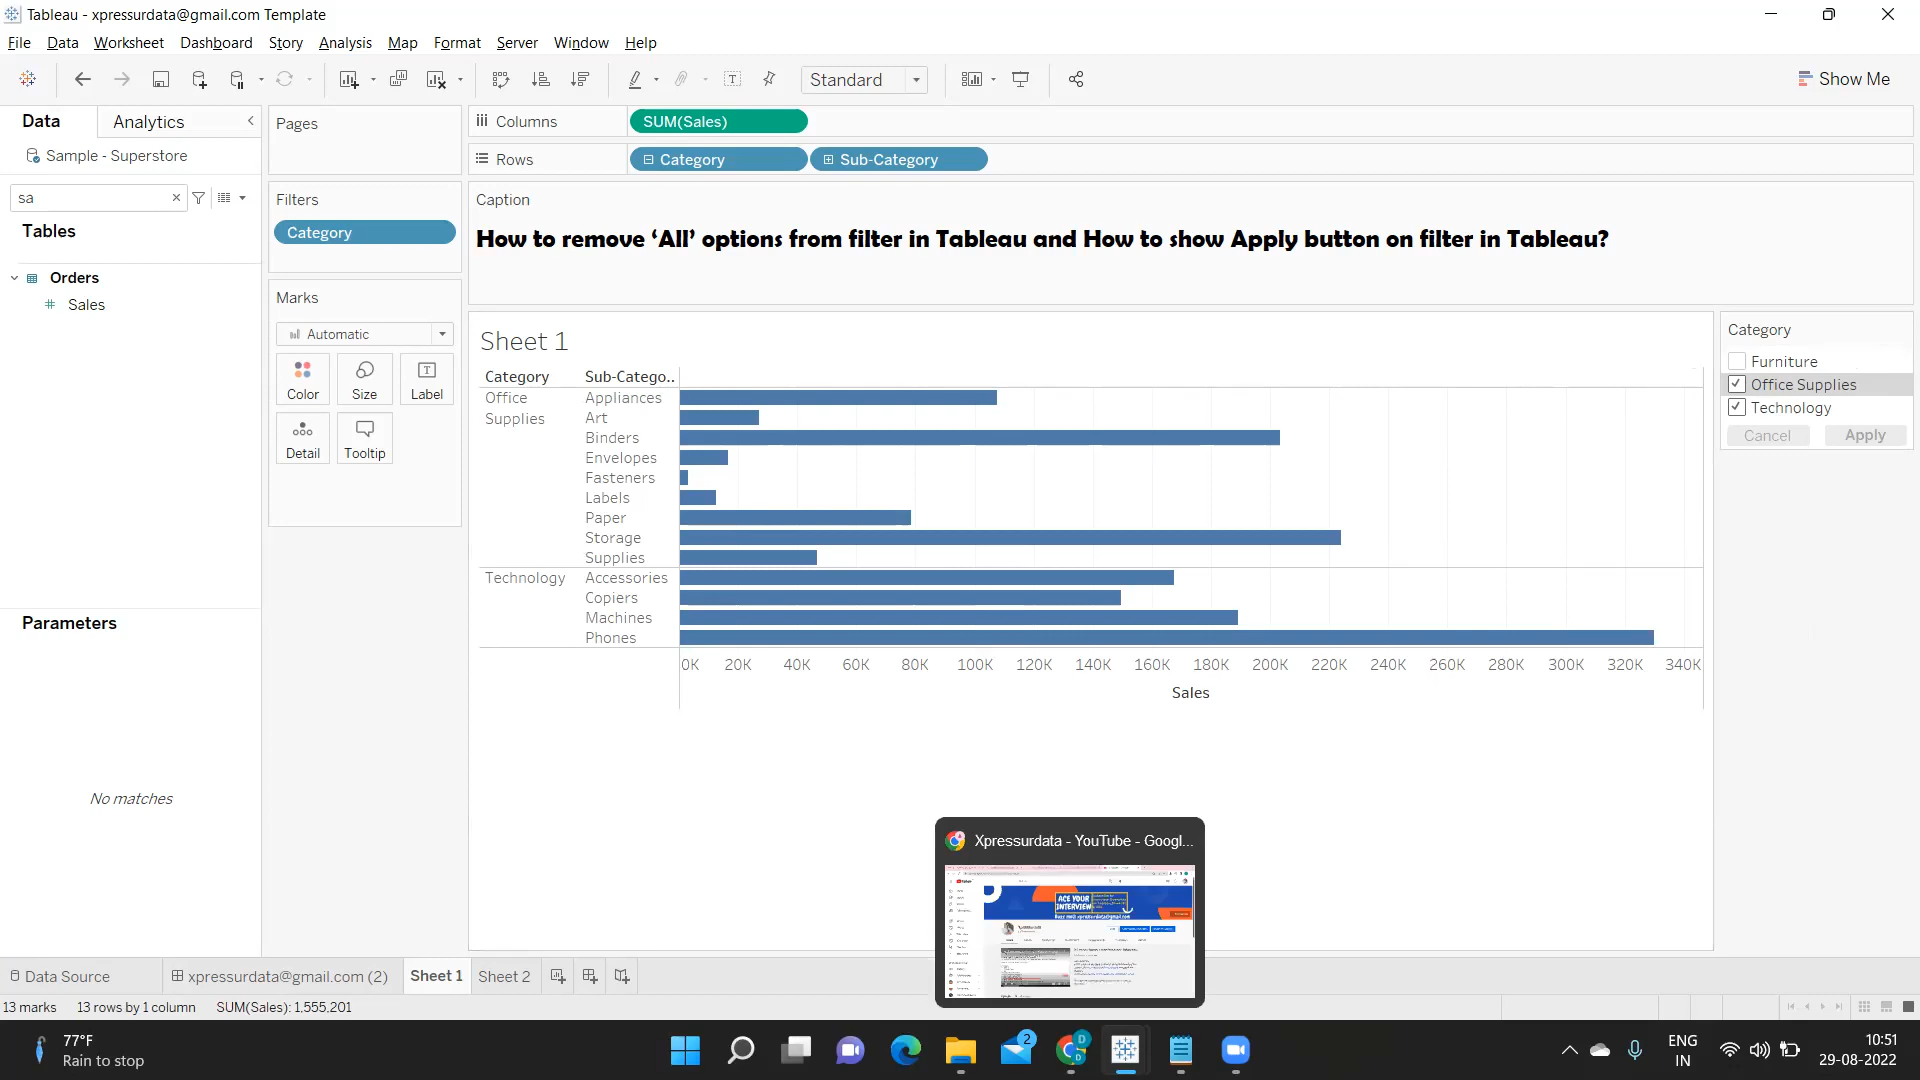 Tableau - xpressurdata@gmail.com Template
File Data Worksheet Dashboard Story Analysis Map Format Server Window Help
Standard
Show Me
Data Analytics
Sample - Superstore
sa
Tables
Orders
Sales
Parameters
No matches
Pages
Filters
Category
Marks
Automatic
Color Size Label
Detail Tooltip
Columns SUM(Sales)
Rows Category Sub-Category
Caption
How to remove ‘All’ options from filter in Tableau and How to show Apply button on filter in Tableau?
Sheet 1
Category Sub-Catego..
Office Supplies
Appliances
Art
Binders
Envelopes
Fasteners
Labels
Paper
Storage
Supplies
Technology Accessories
Copiers
Machines
Phones
0K 20K 40K 60K 80K 100K 120K 140K 160K 180K 200K 220K 240K 260K 280K 300K 320K 340K
Sales
Category
Furniture
Office Supplies
Technology
Cancel Apply
Xpressurdata - YouTube - Googl...
ACE YOUR
INTERVIEW
Data Source xpressurdata@gmail.com (2) Sheet 1 Sheet 2
13 marks 13 rows by 1 column SUM(Sales): 1,555,201
77°F
Rain to stop
2
D
D
ENG
IN
10:51
29-08-2022